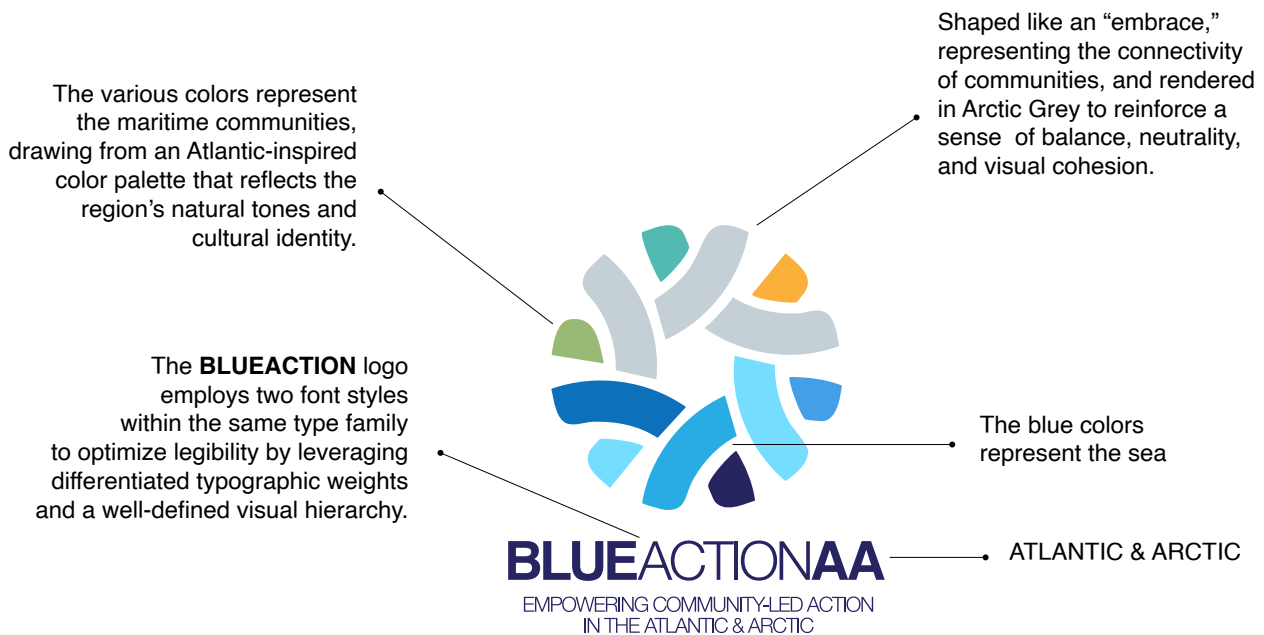 Shaped like an “embrace,”
representing the connectivity
of communities, and rendered
in Arctic Grey to reinforce a
sense of balance, neutrality,
and visual cohesion.
The various colors represent
the maritime communities,
drawing from an Atlantic-inspired
color palette that reflects the
region’s natural tones and
cultural identity.
The BLUEACTION logo
employs two font styles
within the same type family
to optimize legibility by leveraging
differentiated typographic weights
and a well-defined visual hierarchy.
The blue colors
represent the sea
BLUEACTIONAA
ATLANTIC & ARCTIC
EMPOWERING COMMUNITY-LED ACTION
IN THE ATLANTIC & ARCTIC